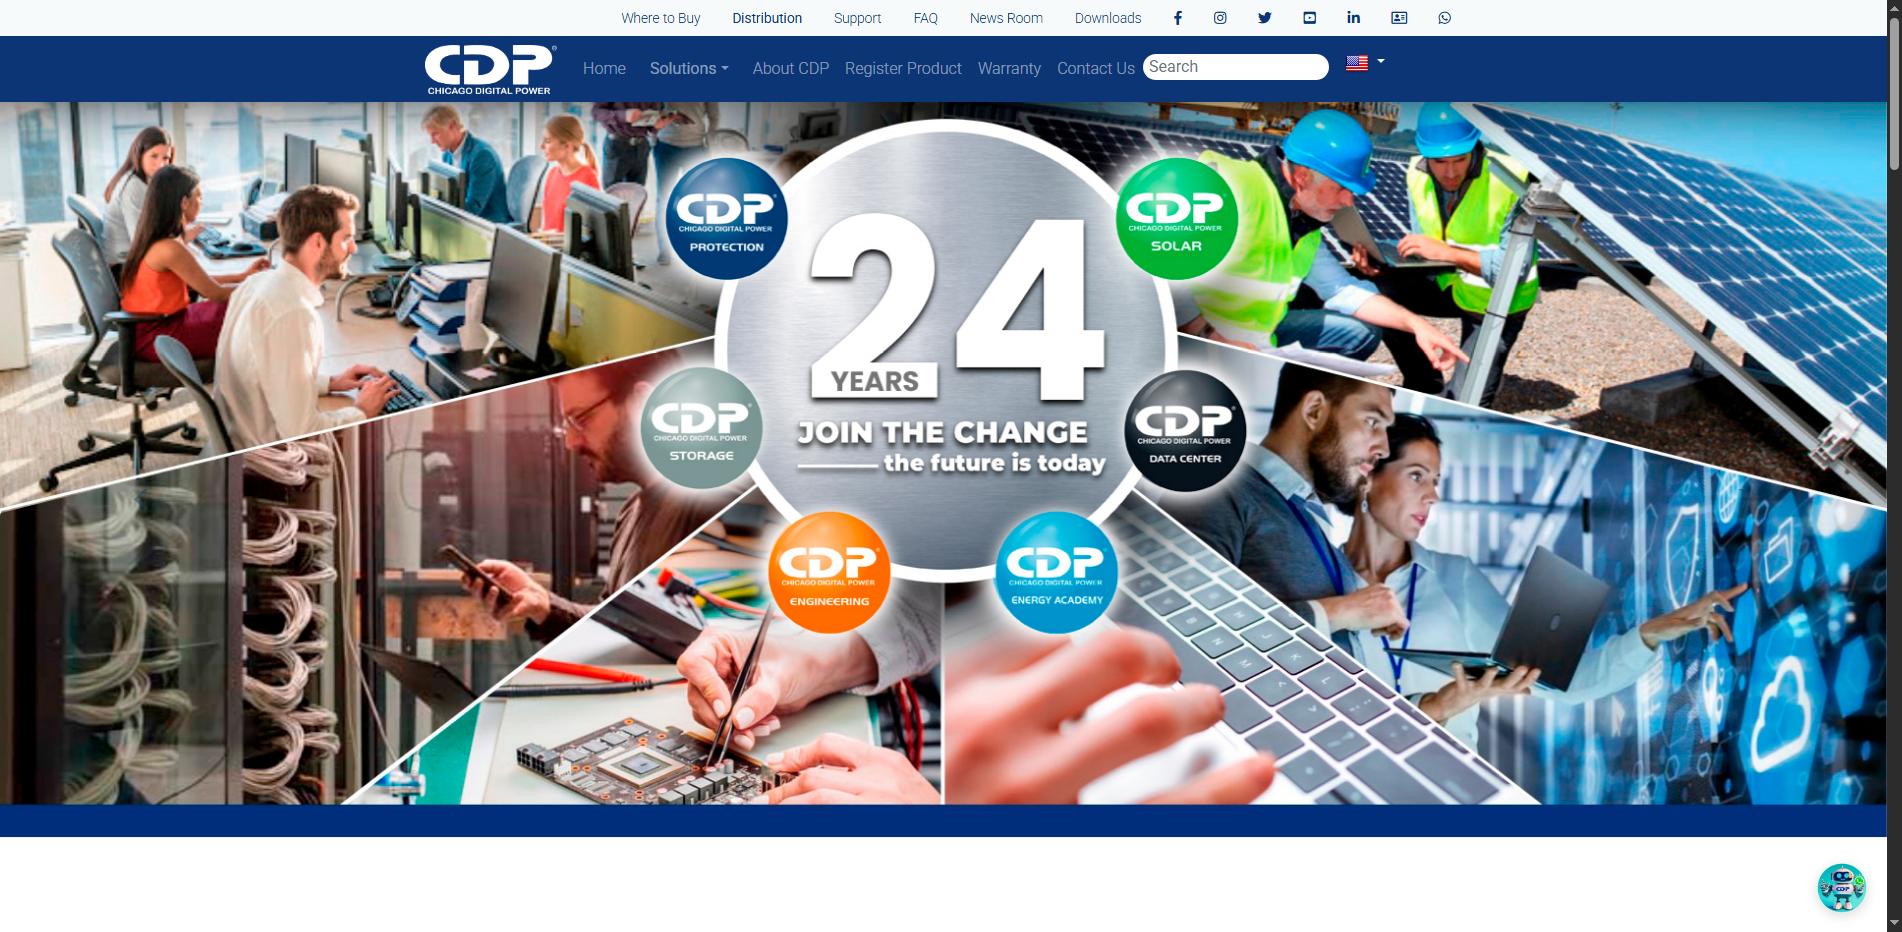 Where to Buy Distribution Support FAQ News Room Downloads
CDP
CHICAGO DIGITAL POWER
Home Solutions About CDP Register Product Warranty Contact Us Search
CDP
CHICAGO DIGITAL POWER
PROTECTION
CDP
CHICAGO DIGITAL POWER
SOLAR
24
YEARS
JOIN THE CHANGE
the future is today
CDP
CHICAGO DIGITAL POWER
STORAGE
CDP
CHICAGO DIGITAL POWER
DATA CENTER
CDP
CHICAGO DIGITAL POWER
ENGINEERING
CDP
CHICAGO DIGITAL POWER
ENERGY ACADEMY
CDP